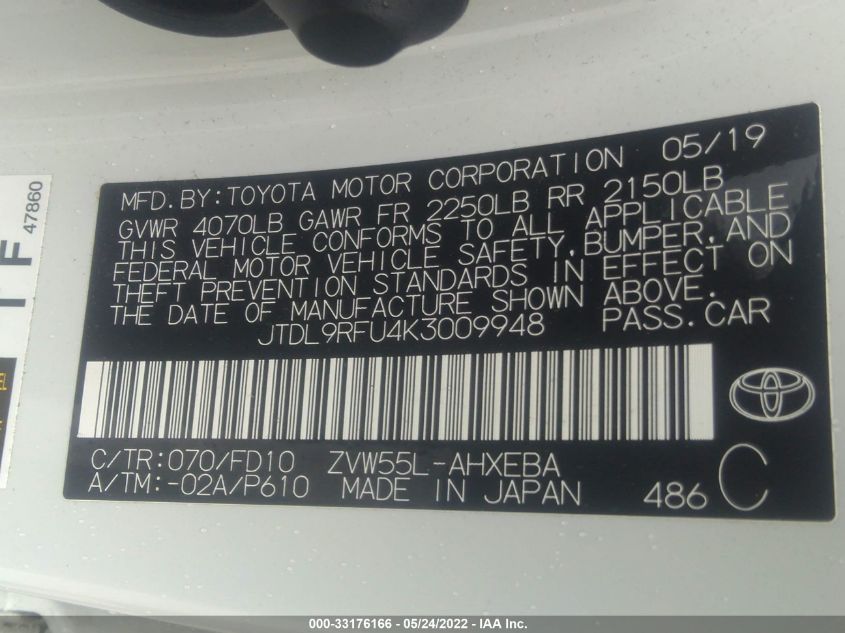 MFD.BY:TOYOTA MOTOR CORPORATION 05/19
GVWR 4070LB GAWR FR 2250LB RR 2150LB
THIS VEHICLE CONFORMS TO ALL APPLICABLE
FEDERAL MOTOR VEHICLE SAFETY,BUMPER,AND
THEFT PREVENTION STANDARDS IN EFFECT ON
THE DATE OF MANUFACTURE SHOWN ABOVE.
JTDL9RFU4K3009948 PASS.CAR
C/TR:070/FD10 ZVW55L-AHXEBA
A/TM:-02A/P610 MADE IN JAPAN 486 C
47860
000-33176166 - 05/24/2022 - IAA Inc.